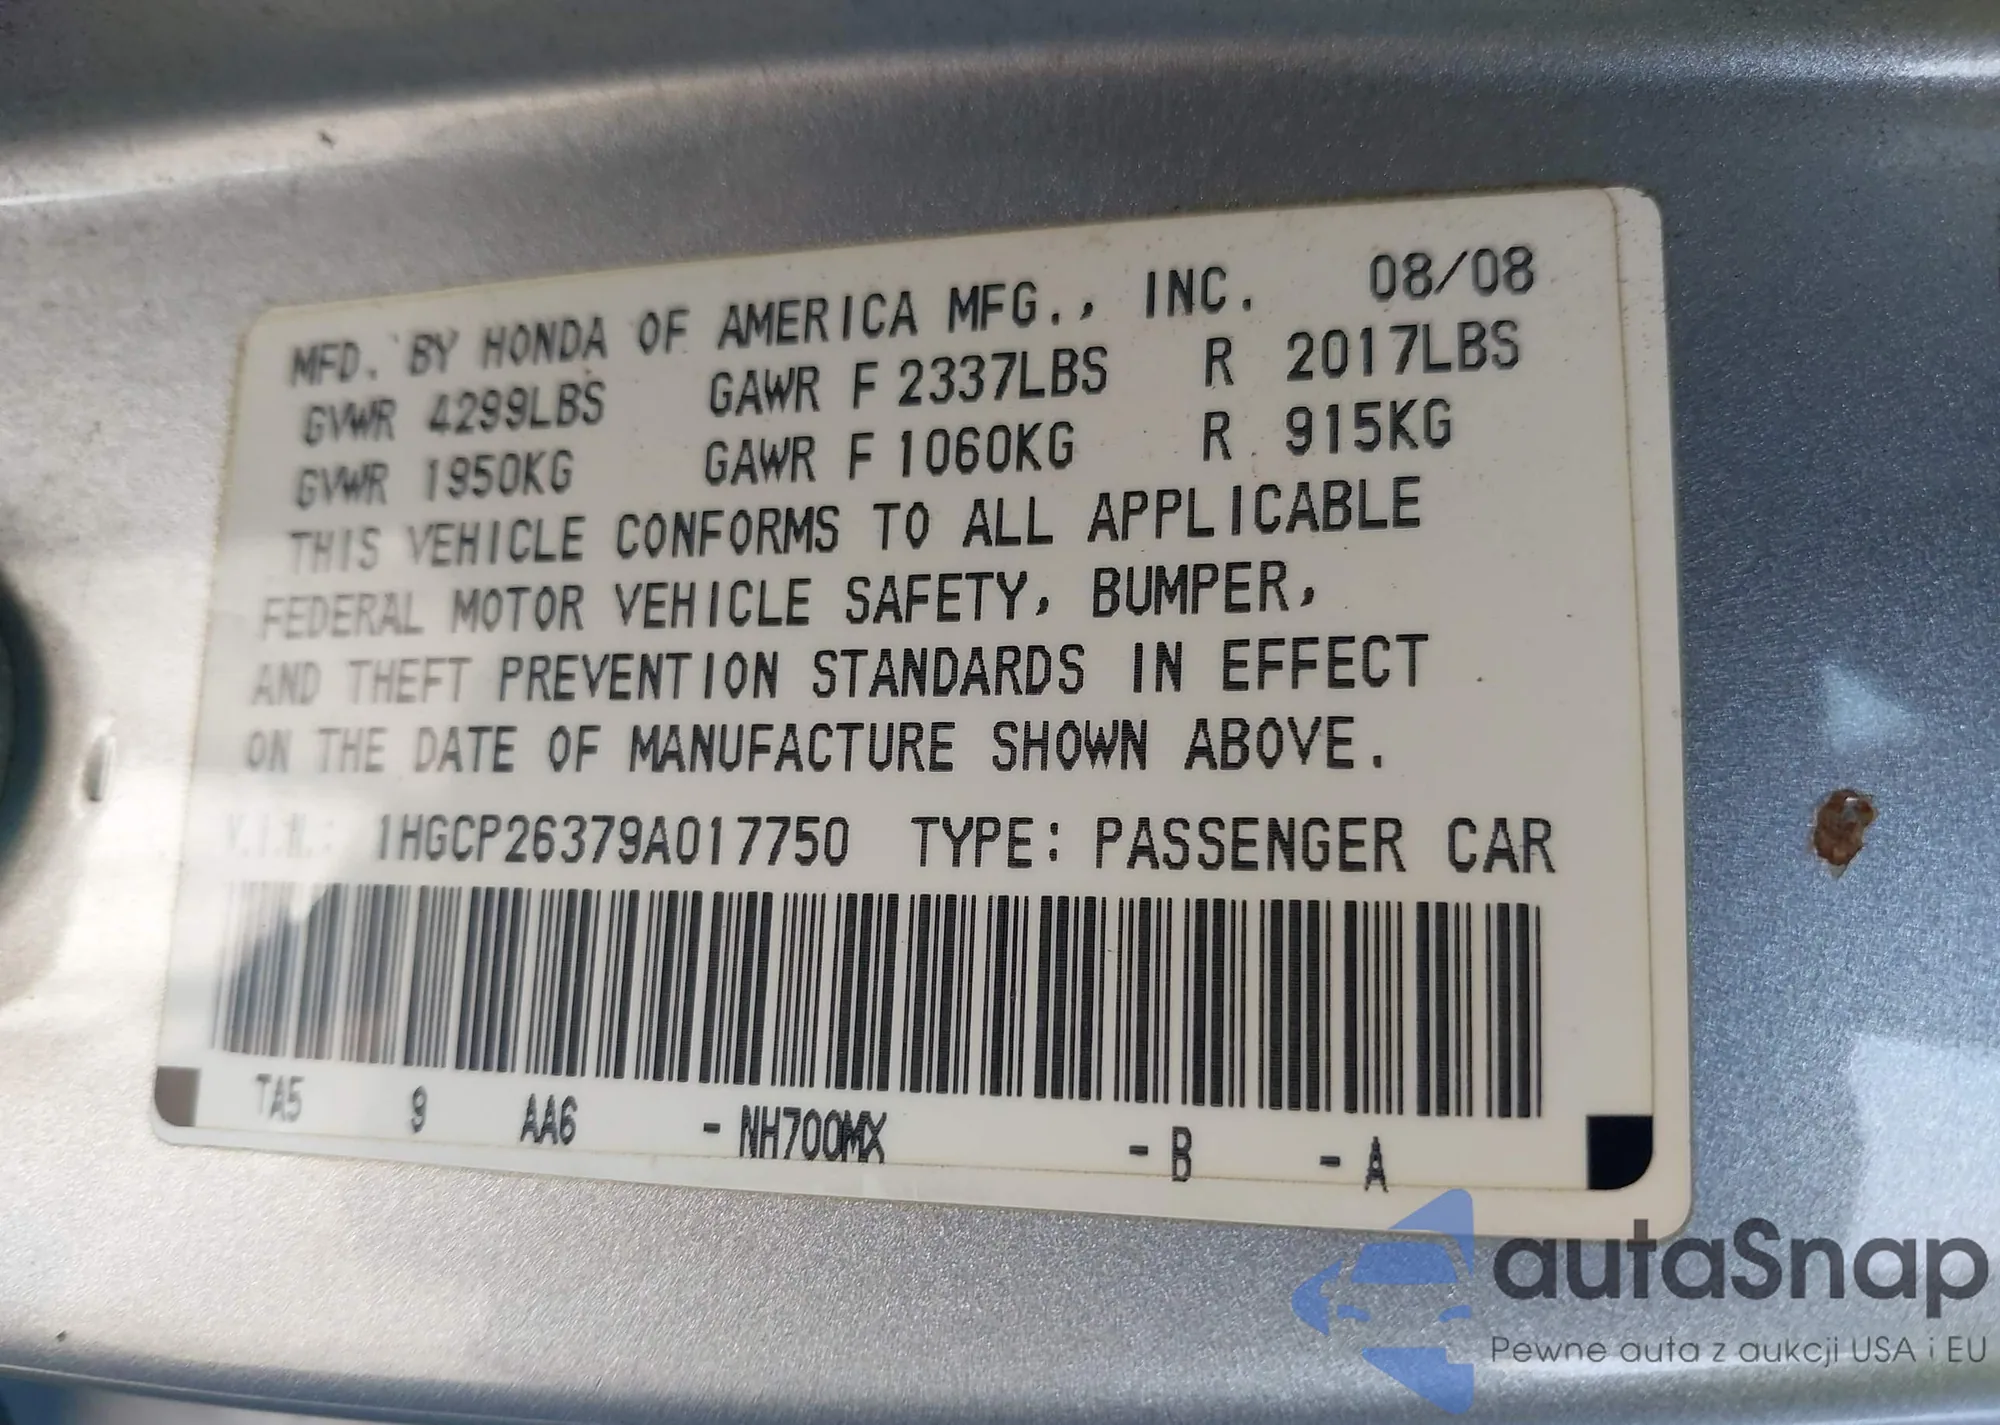 MFD. BY HONDA OF AMERICA MFG., INC. 08/08
GVWR 4299LBS GAWR F 2337LBS R 2017LBS
GVWR 1950KG GAWR F 1060KG R 915KG
THIS VEHICLE CONFORMS TO ALL APPLICABLE
FEDERAL MOTOR VEHICLE SAFETY, BUMPER,
AND THEFT PREVENTION STANDARDS IN EFFECT
ON THE DATE OF MANUFACTURE SHOWN ABOVE.
V.I.N.: 1HGCP26379A017750 TYPE: PASSENGER CAR
TA5 9 AA6 - NH700MX - B - A
autaSnap
Pewne auta z aukcji USA i EU